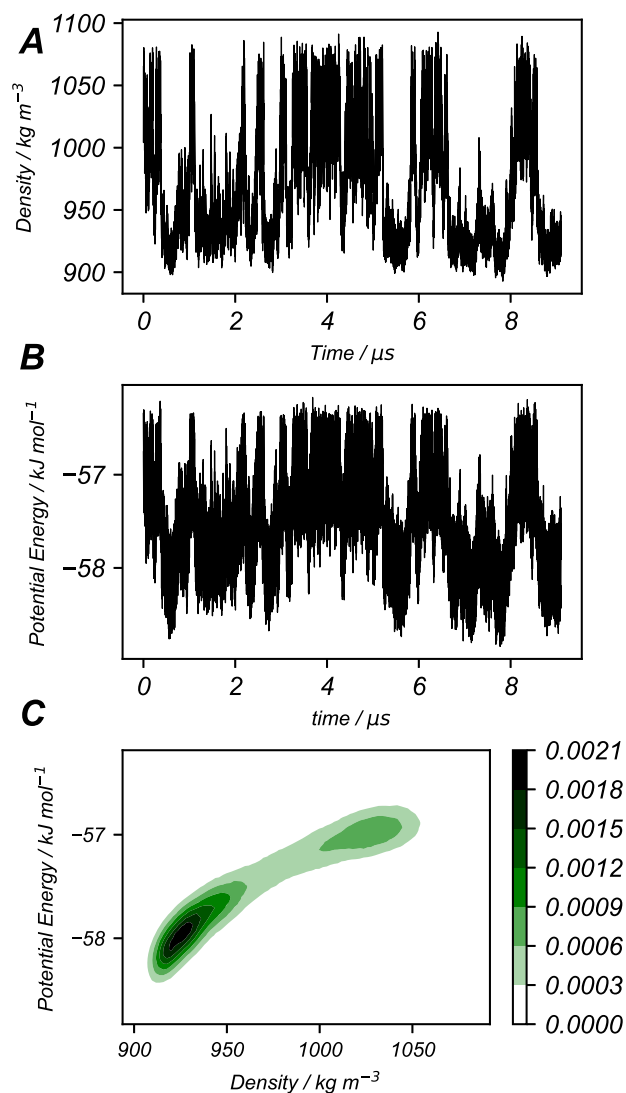 A
1100
1050
1000
950
900
Density / kg m⁻³
0 2 4 6 8
Time / μs
B
−57
−58
Potential Energy / kJ mol⁻¹
0 2 4 6 8
time / μs
C
−57
−58
Potential Energy / kJ mol⁻¹
900 950 1000 1050
Density / kg m⁻³
0.0021
0.0018
0.0015
0.0012
0.0009
0.0006
0.0003
0.0000